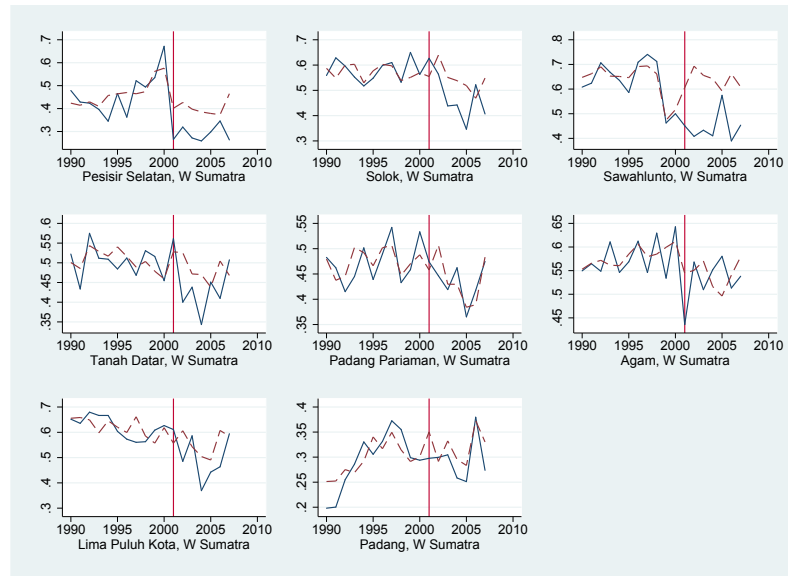 .3 .4 .5 .6 .7
1990 1995 2000 2005 2010
Pesisir Selatan, W Sumatra
.3 .4 .5 .6 .7
1990 1995 2000 2005 2010
Solok, W Sumatra
.4 .5 .6 .7 .8
1990 1995 2000 2005 2010
Sawahlunto, W Sumatra
.35 .4 .45 .5 .55 .6
1990 1995 2000 2005 2010
Tanah Datar, W Sumatra
.35 .4 .45 .5 .55
1990 1995 2000 2005 2010
Padang Pariaman, W Sumatra
.45 .5 .55 .6 .65
1990 1995 2000 2005 2010
Agam, W Sumatra
.3 .4 .5 .6 .7
1990 1995 2000 2005 2010
Lima Puluh Kota, W Sumatra
.2 .25 .3 .35 .4
1990 1995 2000 2005 2010
Padang, W Sumatra